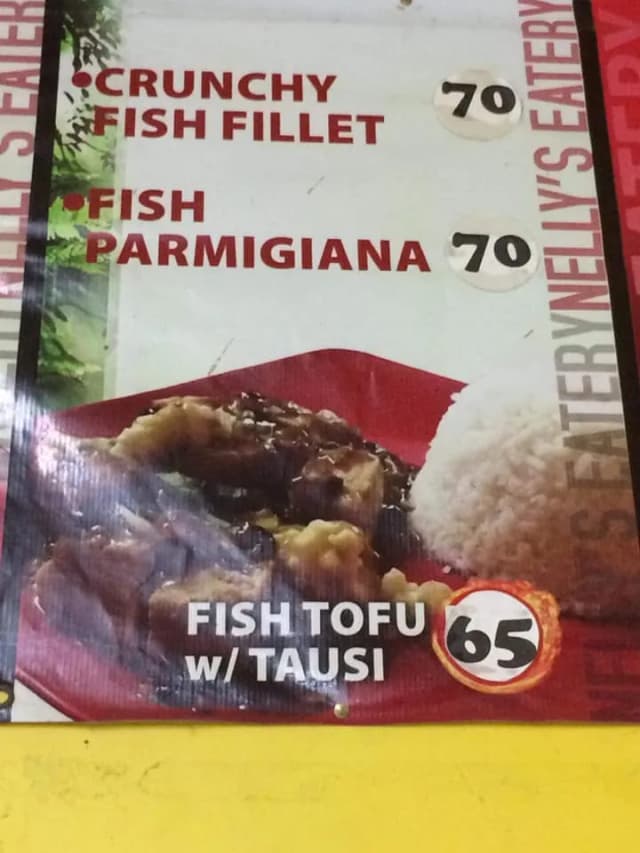 •CRUNCHY
FISH FILLET
70
•FISH
PARMIGIANA
70
FISH TOFU
w/ TAUSI
65
NELLY'S EATERY
NELLY'S EATERY